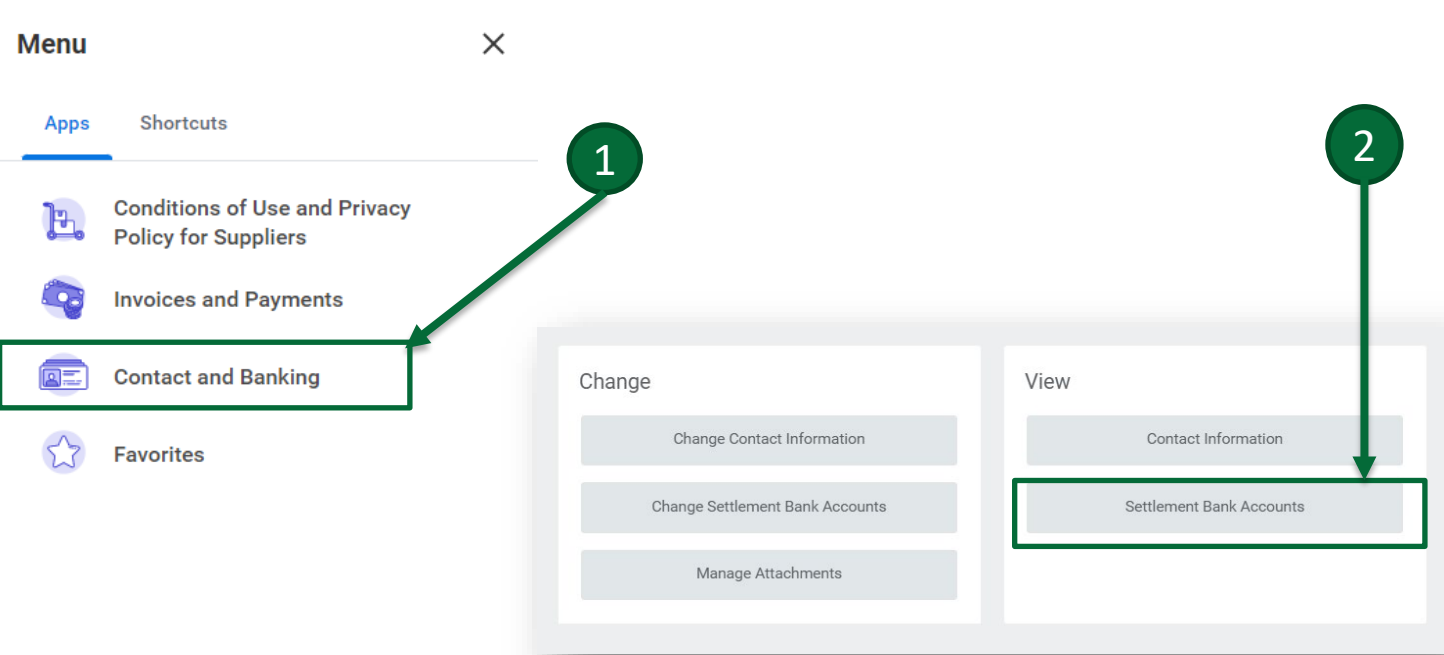 Menu
Apps
Shortcuts
1
2
Conditions of Use and Privacy
Policy for Suppliers
Invoices and Payments
Contact and Banking
Favorites
Change
Change Contact Information
Change Settlement Bank Accounts
Manage Attachments
View
Contact Information
Settlement Bank Accounts